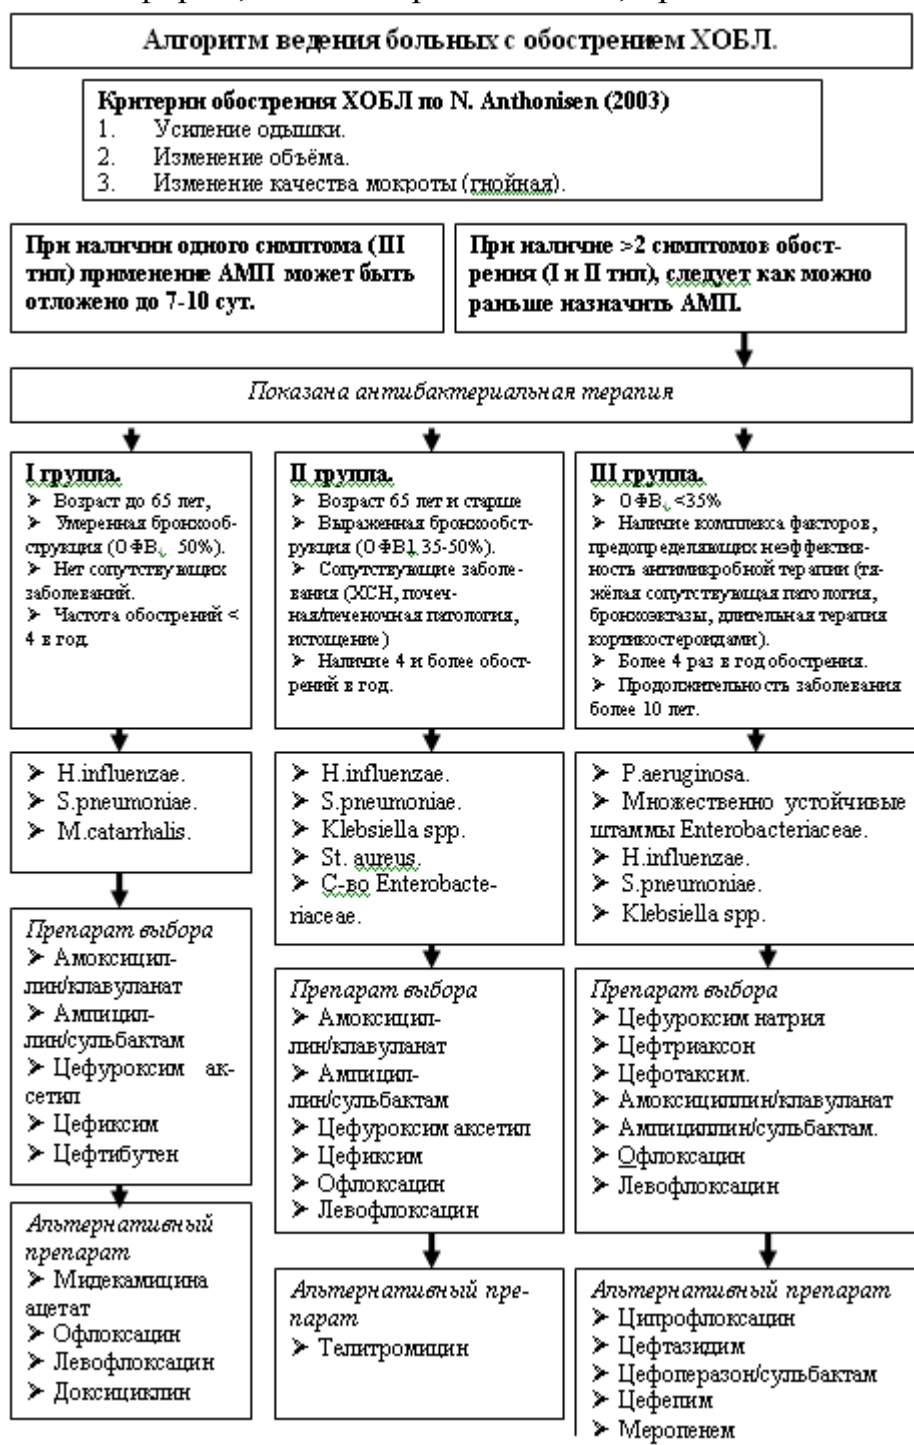 Алгоритм ведения больных с обострением ХОБЛ.
Критерии обострения ХОБЛ по N. Anthonisen (2003)
1. Усиление одышки.
2. Изменение объёма.
3. Изменение качества мокроты (гнойная).
При наличии одного симптома (III
тип) применение АМП может быть
отложено до 7-10 сут.
При наличие >2 симптомов обост-
рения (I и II тип), следует как можно
раньше назначить АМП.
Показана антибактериальная терапия
I группа.
➢ Возраст до 65 лет,
➢ Умеренная бронхооб-
струкция (ОФВ, 50%).
➢ Нет сопутствующих
заболеваний.
➢ Частота обострений <
4 в год.
II группа.
➢ Возраст 65 лет и старше
➢ Выраженная бронхообст-
рукция (ОФВ1 35-50%).
➢ Сопутствующие заболе-
вания (ХСН, почеч-
ная/печеночная патология,
истощение)
➢ Наличие 4 и более обост-
рений в год.
III группа.
➢ ОФВ, <35%
➢ Наличие комплекса факторов,
предопределяющих неэффектив-
ность антимикробной терапии (тя-
жёлая сопутствующая патология,
бронхоэктазы, длительная терапия
кортикостероидами).
➢ Более 4 раз в год обострения.
➢ Продолжительность заболевания
более 10 лет.
➢ H.influenzae.
➢ S.pneumoniae.
➢ M.catarrhalis.
➢ H.influenzae.
➢ S.pneumoniae.
➢ Klebsiella spp.
➢ St. aureus.
➢ С-во Enterobacte-
riaceae.
➢ P.aeruginosa.
➢ Множественно устойчивые
штаммы Enterobacteriaceae.
➢ H.influenzae.
➢ S.pneumoniae.
➢ Klebsiella spp.
Препарат выбора
➢ Амоксицил-
лин/клавуланат
➢ Ампицил-
лин/сульбактам
➢ Цефуроксим ак-
сетил
➢ Цефиксим
➢ Цефтибутен
Препарат выбора
➢ Амоксицил-
лин/клавуланат
➢ Ампицил-
лин/сульбактам
➢ Цефуроксим аксетил
➢ Цефиксим
➢ Офлоксацин
➢ Левофлоксацин
Препарат выбора
➢ Цефуроксим натрия
➢ Цефтриаксон
➢ Цефотаксим.
➢ Амоксициллин/клавуланат
➢ Ампициллин/сульбактам.
➢ Офлоксацин
➢ Левофлоксацин
Альтернативный
препарат
➢ Мидекамицина
ацетат
➢ Офлоксацин
➢ Левофлоксацин
➢ Доксициклин
Альтернативный пре-
парат
➢ Телитромицин
Альтернативный препарат
➢ Ципрофлоксацин
➢ Цефтазидим
➢ Цефоперазон/сульбактам
➢ Цефепим
➢ Меропенем